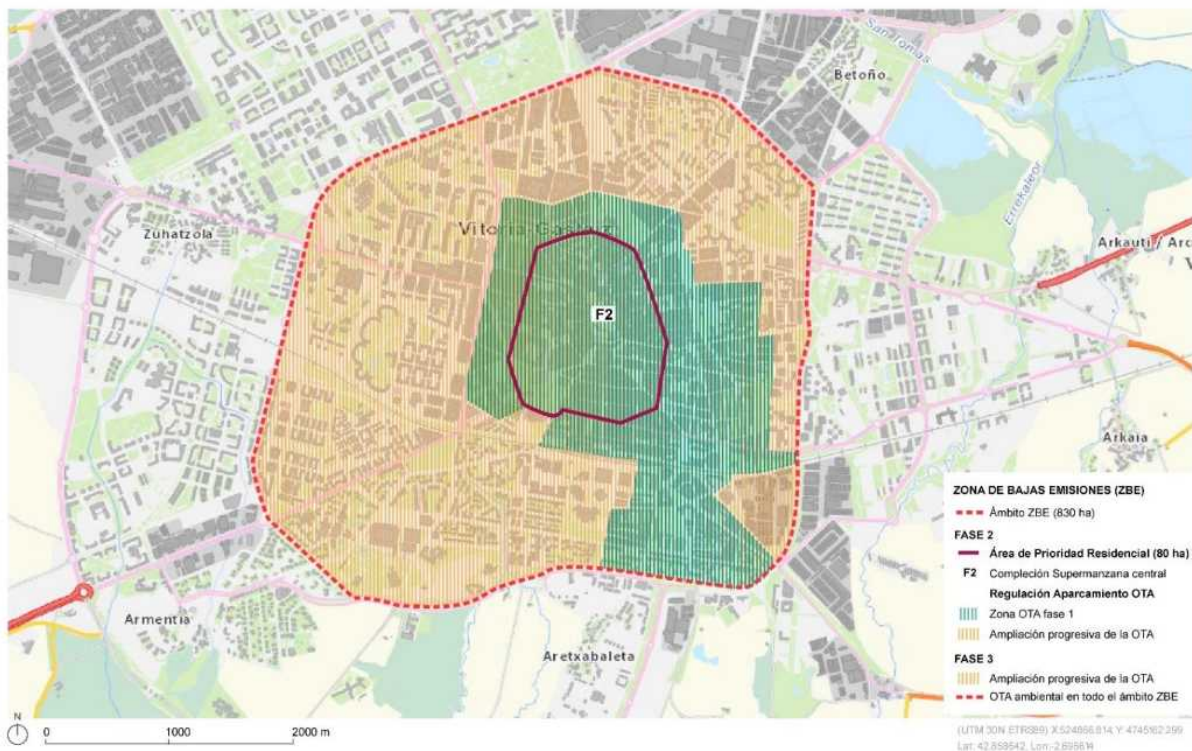 San Tomas
Betoño
Errekaleor
Vitoria-Gasteiz
Zuhatzola
Arkauti / Arc
V
F2
Arkaia
Armentia
Aretxabaleta
ZONA DE BAJAS EMISIONES (ZBE)
Ámbito ZBE (830 ha)
FASE 2
Área de Prioridad Residencial (80 ha)
F2 Compleción Supermanzana central
Regulación Aparcamiento OTA
Zona OTA fase 1
Ampliación progresiva de la OTA
FASE 3
Ampliación progresiva de la OTA
OTA ambiental en todo el ámbito ZBE
N
0 1000 2000 m